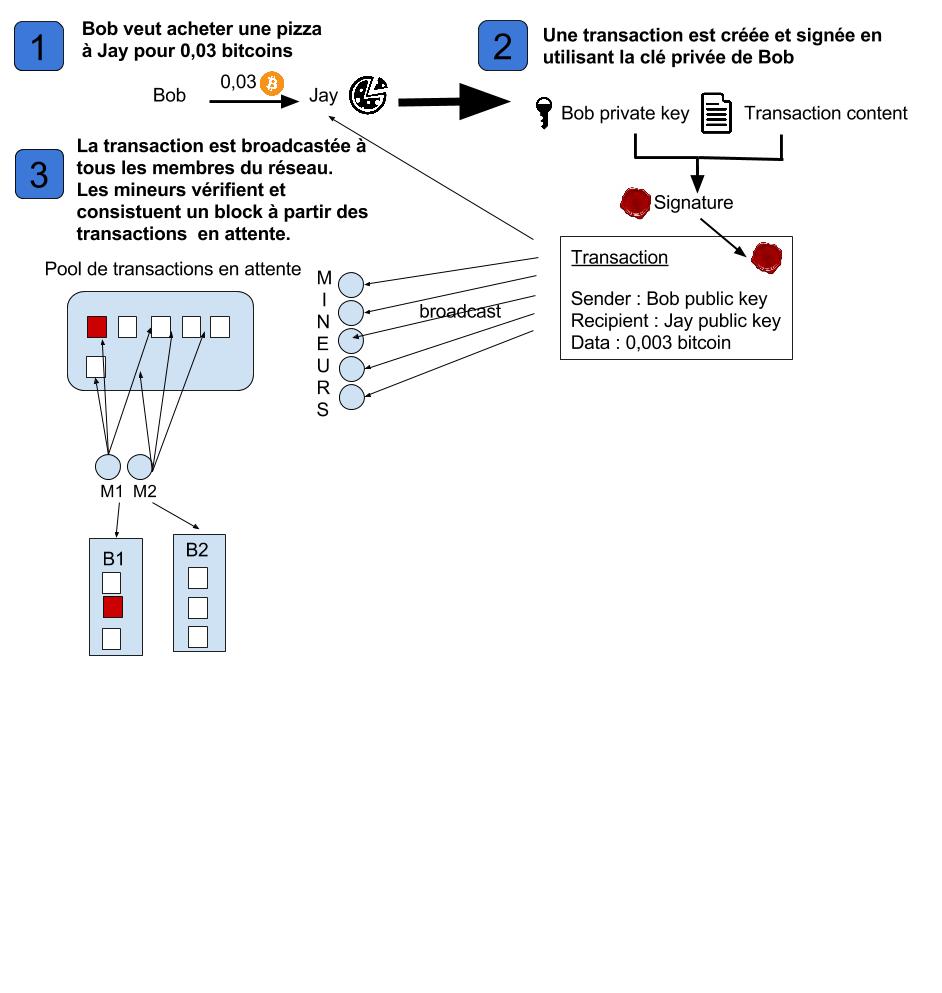 1
Bob veut acheter une pizza
à Jay pour 0,03 bitcoins
Bob
0,03
Jay
2
Une transaction est créée et signée en
utilisant la clé privée de Bob
Bob private key
Transaction content
Signature
Transaction
Sender : Bob public key
Recipient : Jay public key
Data : 0,003 bitcoin
3
La transaction est broadcastée à
tous les membres du réseau.
Les mineurs vérifient et
consistuent un block à partir des
transactions  en attente.
Pool de transactions en attente
M
I
N
E
U
R
S
broadcast
M1
M2
B1
B2